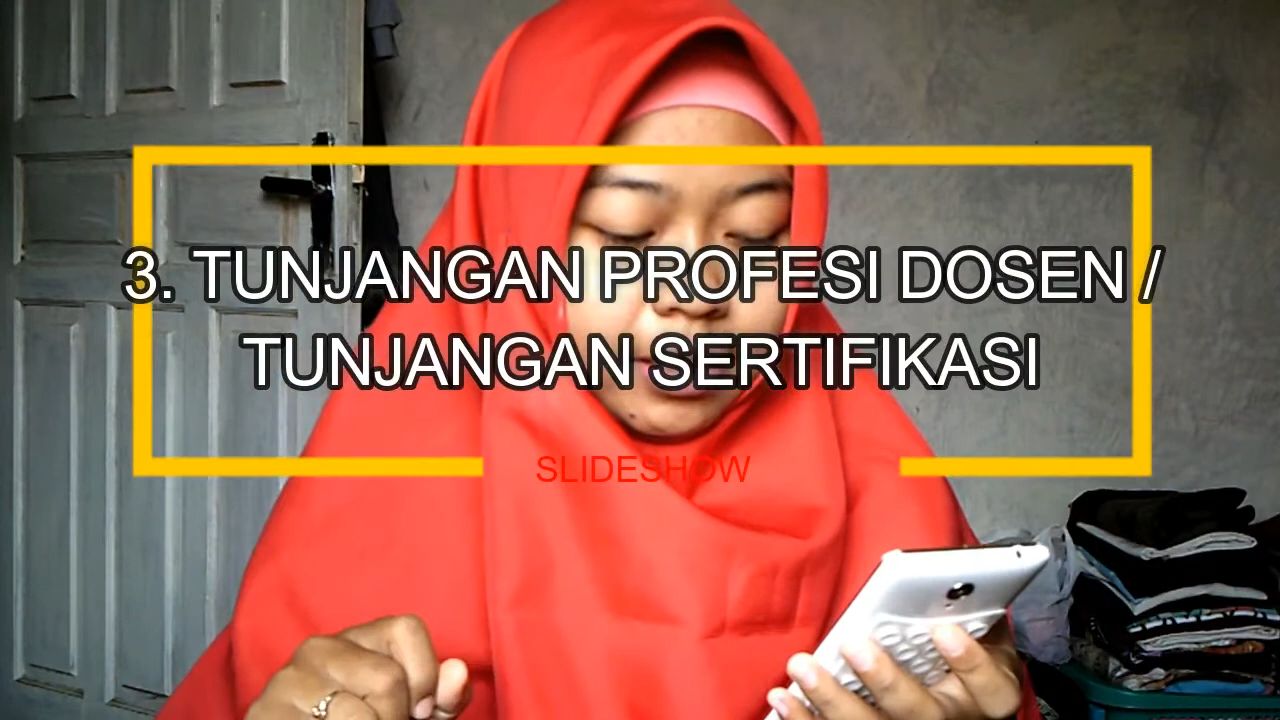 3. TUNJANGAN PROFESI DOSEN /
TUNJANGAN SERTIFIKASI
SLIDESHOW